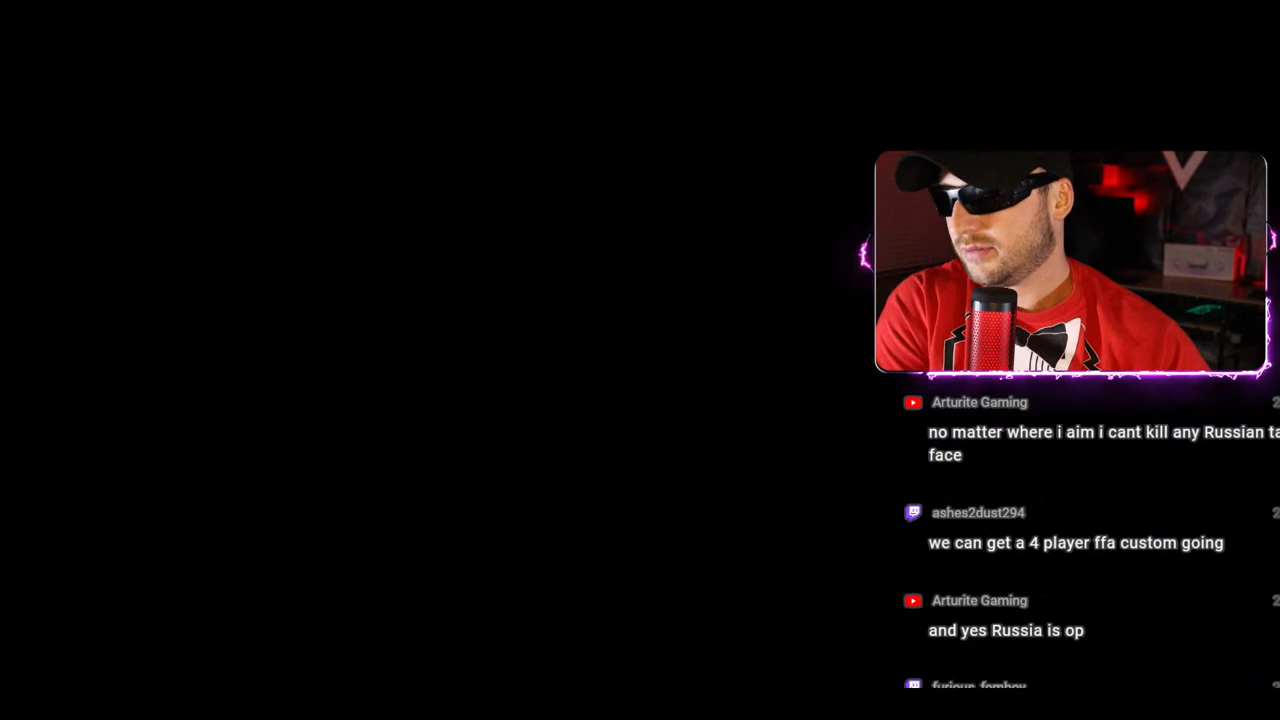 Arturite Gaming
no matter where i aim i cant kill any Russian
face
ashes2dust294
we can get a 4 player ffa custom going
Arturite Gaming
and yes Russia is op